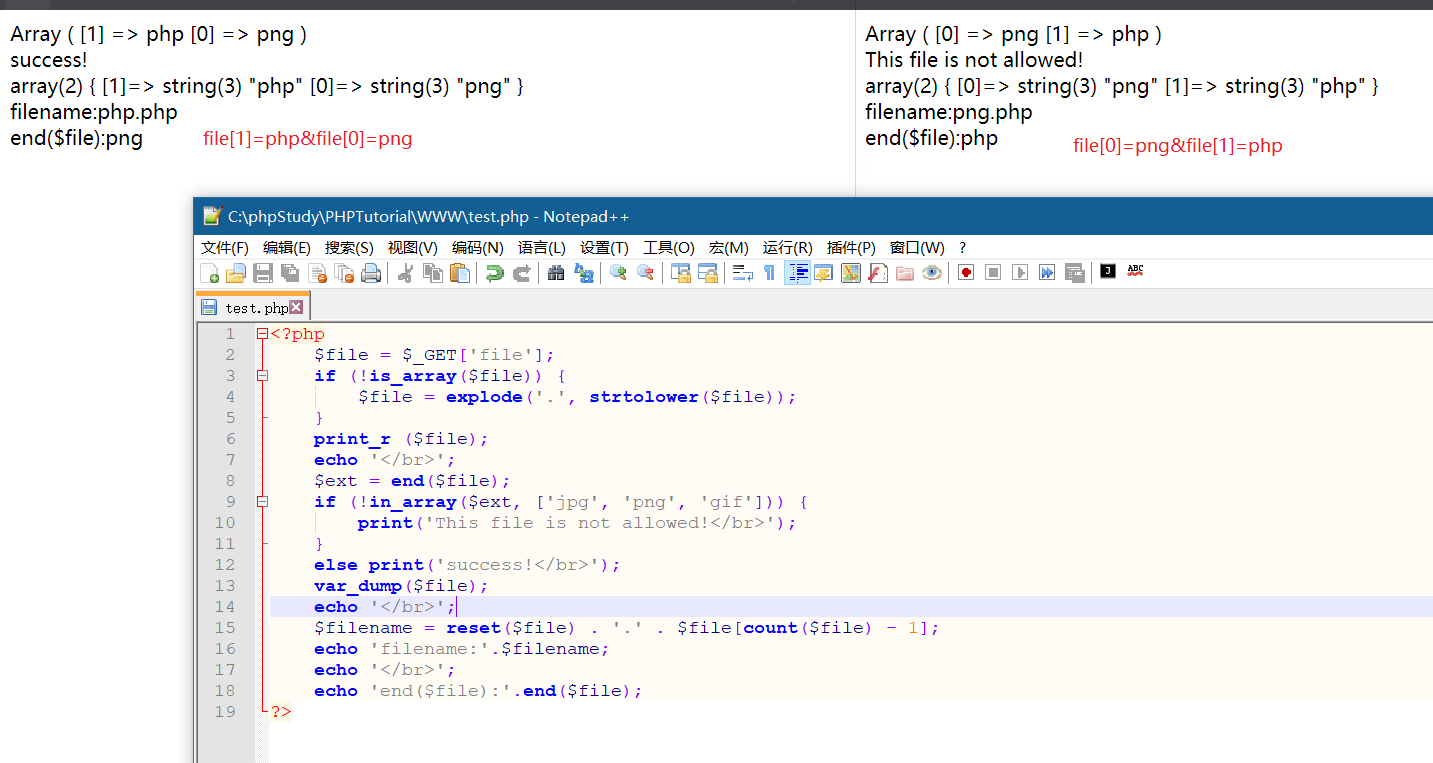 Array ( [1] => php [0] => png )
success!
array(2) { [1]=> string(3) "php" [0]=> string(3) "png" }
filename:php.php
end($file):png
file[1]=php&file[0]=png
Array ( [0] => png [1] => php )
This file is not allowed!
array(2) { [0]=> string(3) "png" [1]=> string(3) "php" }
filename:png.php
end($file):php
file[0]=png&file[1]=php
C:\phpStudy\PHPTutorial\WWW\test.php - Notepad++
文件(F) 编辑(E) 搜索(S) 视图(V) 编码(N) 语言(L) 设置(T) 工具(O) 宏(M) 运行(R) 插件(P) 窗口(W) ?
J ABC
test.php
1 <?php
2 $file = $_GET['file'];
3 if (!is_array($file)) {
4 $file = explode('.', strtolower($file));
5 }
6 print_r ($file);
7 echo '</br>';
8 $ext = end($file);
9 if (!in_array($ext, ['jpg', 'png', 'gif'])) {
10 print('This file is not allowed!</br>');
11 }
12 else print('success!</br>');
13 var_dump($file);
14 echo '</br>';
15 $filename = reset($file) . '.' . $file[count($file) - 1];
16 echo 'filename:'.$filename;
17 echo '</br>';
18 echo 'end($file):'.end($file);
19 ?>